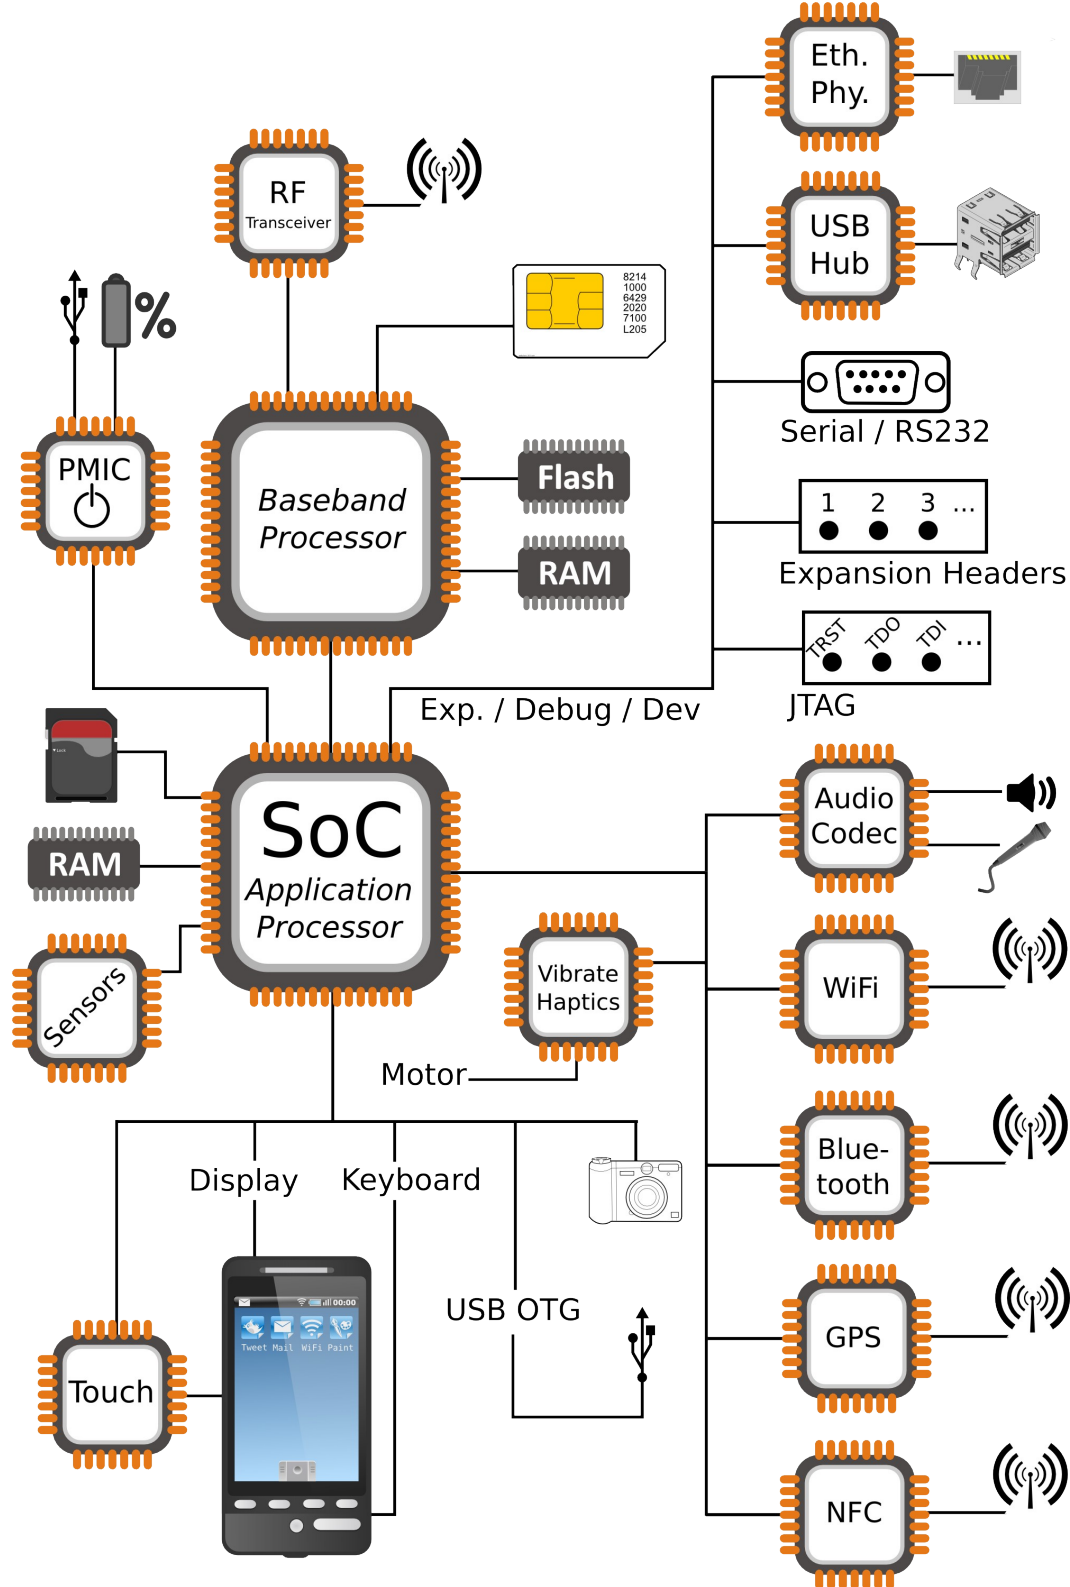 Eth.
Phy.
RF
Transceiver
USB
Hub
8214
1000
6429
2020
7100
L205
%
Serial / RS232
PMIC
Baseband
Processor
Flash
RAM
1 2 3 ...
Expansion Headers
TRST TDO TDI ...
JTAG
Exp. / Debug / Dev
Lock
RAM
SoC
Application
Processor
Audio
Codec
Sensors
Vibrate
Haptics
WiFi
Motor
Display
Keyboard
Blue-
tooth
USB OTG
00:00
Tweet Mail WiFi Paint
GPS
Touch
NFC